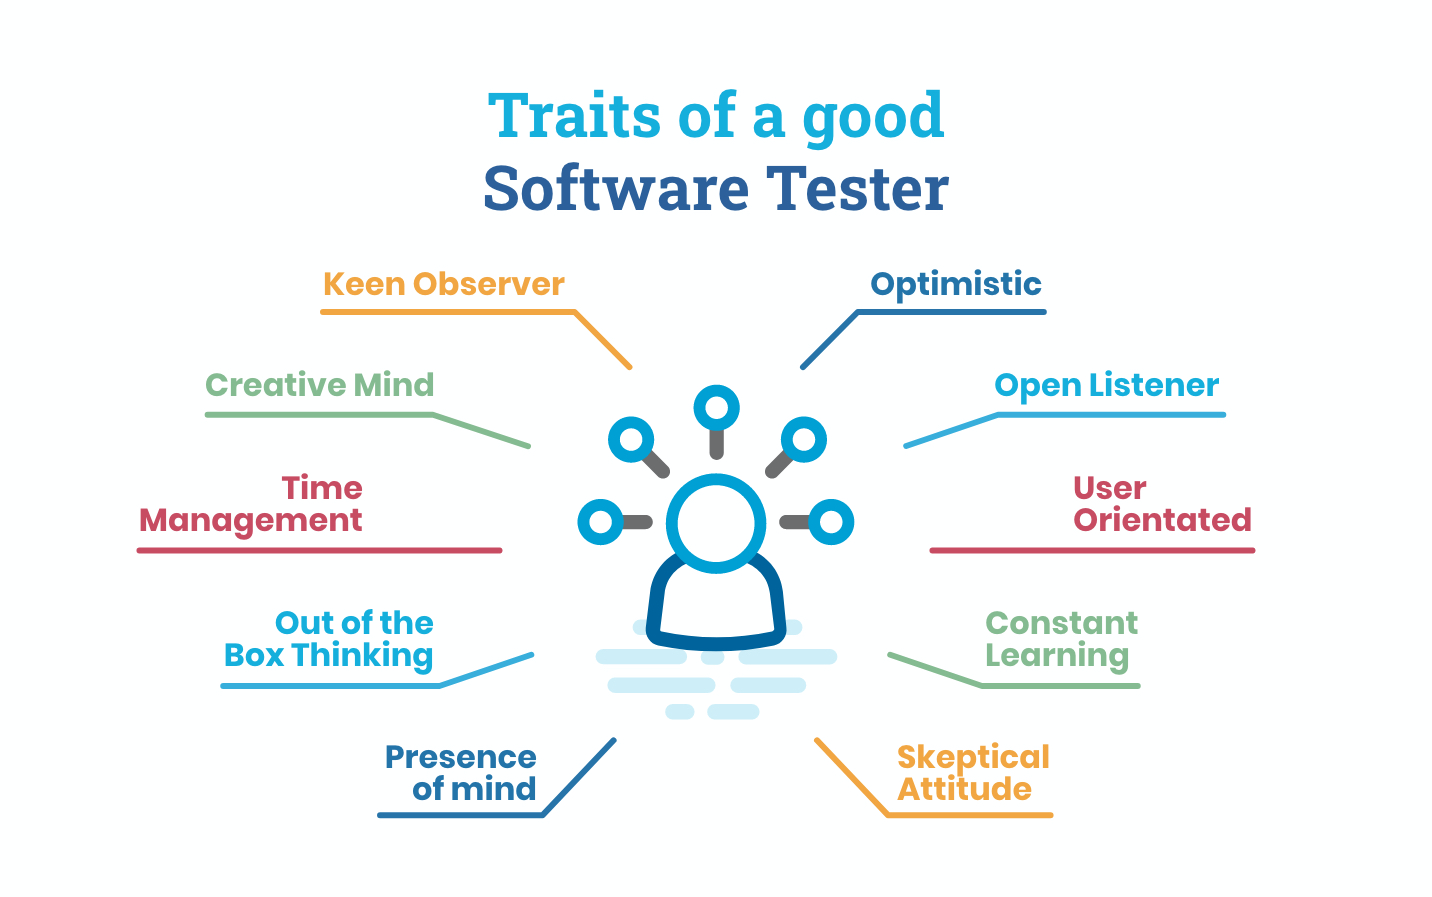 Traits of a good
Software Tester
Keen Observer
Optimistic
Creative Mind
Open Listener
Time
Management
User
Orientated
Out of the
Box Thinking
Constant
Learning
Presence
of mind
Skeptical
Attitude